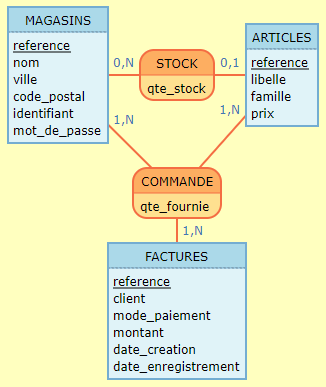 MAGASINS
reference
nom
ville
code_postal
identifiant
mot_de_passe
0,N
STOCK
qte_stock
0,1
ARTICLES
reference
libelle
famille
prix
1,N
1,N
COMMANDE
qte_fournie
1,N
FACTURES
reference
client
mode_paiement
montant
date_creation
date_enregistrement